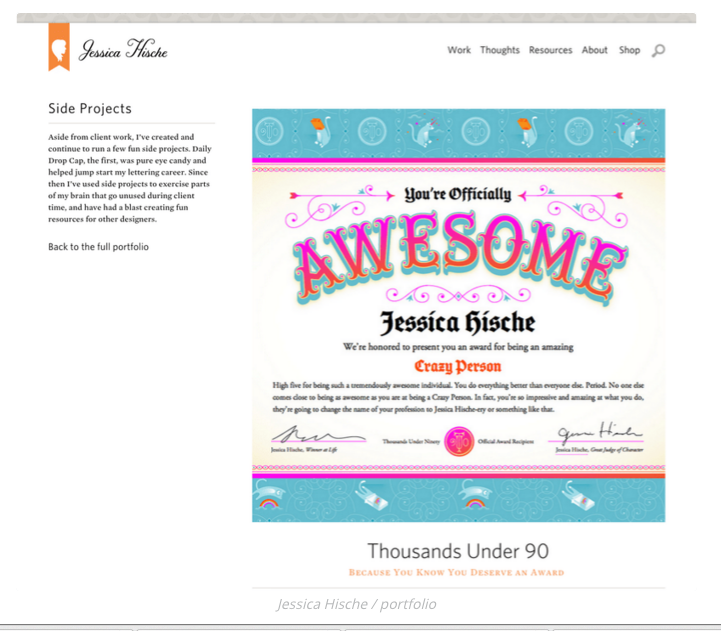 Jessica Hische
Work Thoughts Resources About Shop
Side Projects
Aside from client work, I've created and
continue to run a few fun side projects. Daily
Drop Cap, the first, was pure eye candy and
helped jump start my lettering career. Since
then I've used side projects to exercise parts
of my brain that go unused during client
time, and have had a blast creating fun
resources for other designers.
Back to the full portfolio
You're Officially
AWESOME
Jessica Hische
We're honored to present you an award for being an amazing
Crazy Person
High five for being such a tremendously awesome individual. You do everything better than everyone else. Period. No one else
comes close to being as awesome as you are at being a Crazy Person. In fact, you're so impressive and amazing at what you do,
they're going to change the name of your profession to Jessica Hische-ery or something like that.
Jessica Hische, Winner at Life
Thousands Under Ninety
Official Award Recipient
Jessica Hische, Great Judge of Character
Thousands Under 90
Because You Know You Deserve an Award
Jessica Hische / portfolio